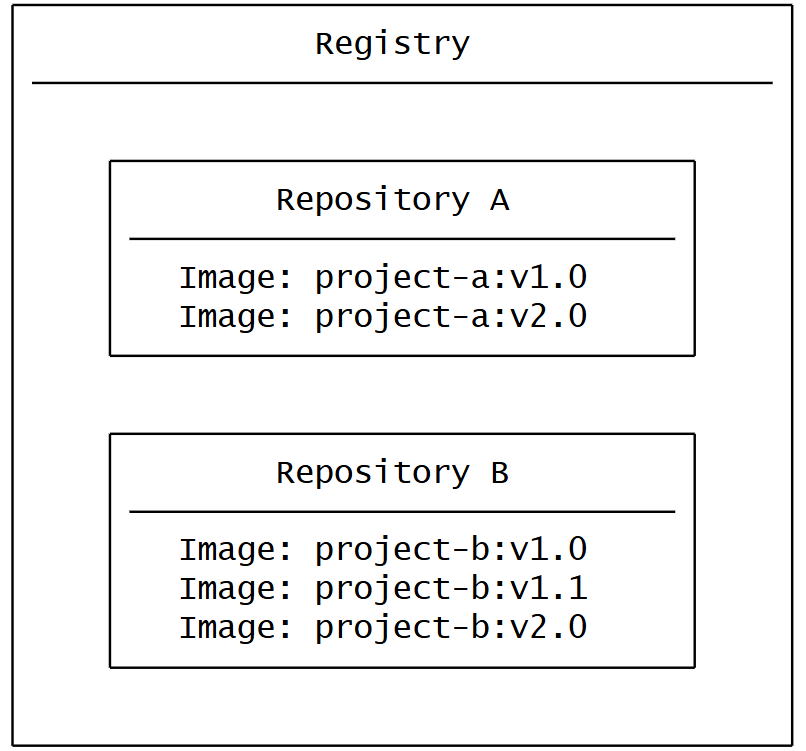 Registry
Repository A
Image: project-a:v1.0
Image: project-a:v2.0
Repository B
Image: project-b:v1.0
Image: project-b:v1.1
Image: project-b:v2.0